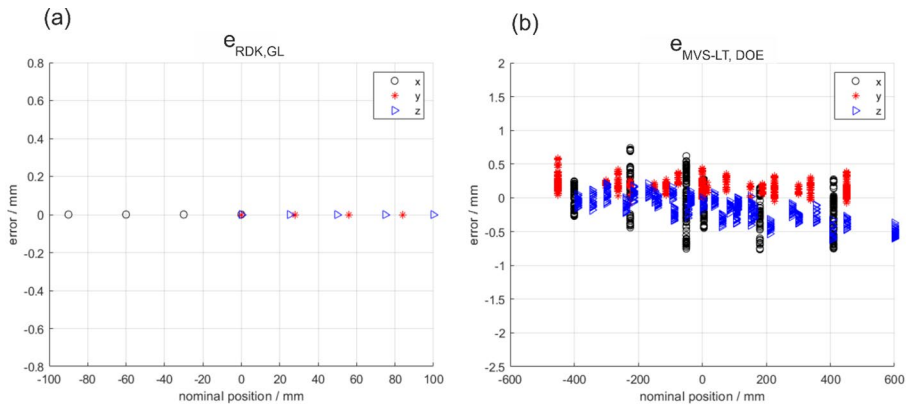 (a)
e RDK,GL
0.8
0.6
0.4
0.2
0
-0.2
-0.4
-0.6
-0.8
error / mm
-100 -80 -60 -40 -20 0 20 40 60 80 100
nominal position / mm
x
y
z
(b)
e MVS-LT, DOE
2
1.5
1
0.5
0
-0.5
-1
-1.5
-2
-2.5
error / mm
-600 -400 -200 0 200 400 600
nominal position / mm
x
y
z